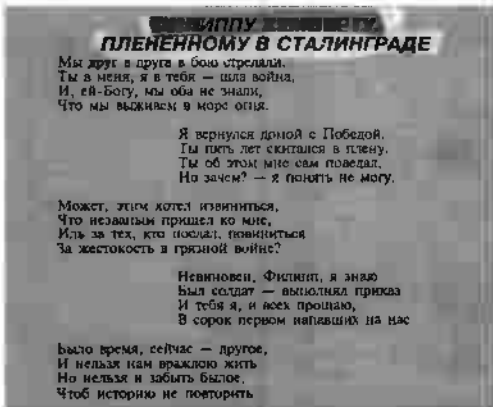 ПЛЕНЕННОМУ В СТАЛИНГРАДЕ
Мы друг в друга в бою стреляли.
Ты в меня, я в тебя — шла война,
И, ей-Богу, мы оба не знали,
Что мы выживем в море огня.
Я вернулся домой с Победой.
Ты пять лет скитался в плену.
Ты об этом мне сам поведал,
Но зачем? — я понять не могу.
Может, этим хотел извиниться,
Что незваным пришел ко мне,
Иль за тех, кто послал, повиниться
За жестокость в грязной войне?
Невиновен, Филипп, я знаю
Был солдат — выполнял приказ
И тебя я, и всех прощаю,
В сорок первом напавших на нас
Было время, сейчас — другое,
И нельзя нам враждою жить
Но нельзя и забыть былое,
Чтоб историю не повторить